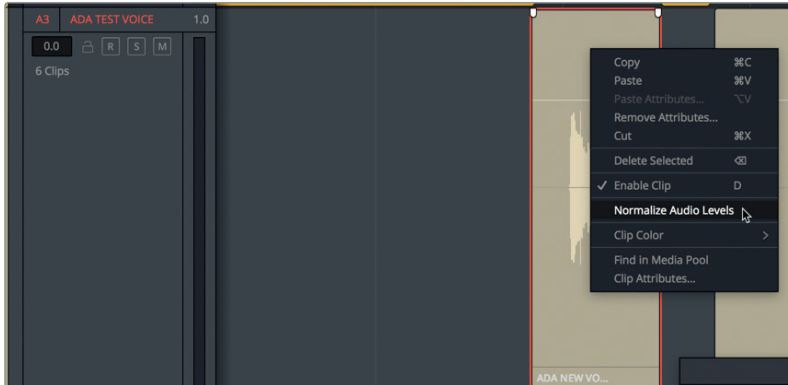 A3 ADA TEST VOICE 1.0
0.0 R S M
6 Clips
Copy ⌘C
Paste ⌘V
Paste Attributes... ⌥V
Remove Attributes...
Cut ⌘X
Delete Selected ⌫
✓ Enable Clip D
Normalize Audio Levels
Clip Color >
Find in Media Pool
Clip Attributes...
ADA NEW VO...